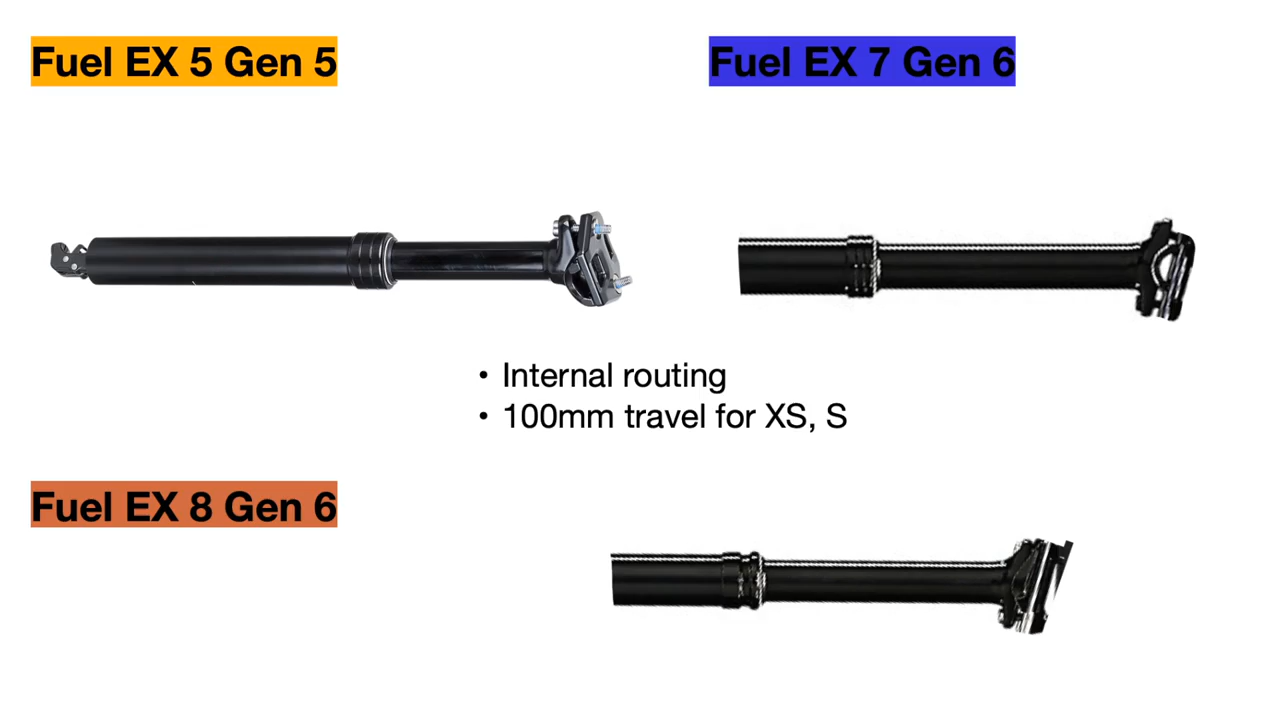 Fuel EX 5 Gen 5
Fuel EX 7 Gen 6
• Internal routing
• 100mm travel for XS, S
Fuel EX 8 Gen 6